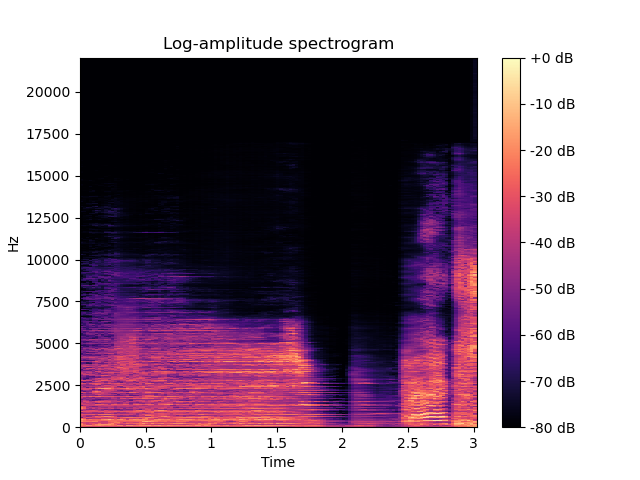 Log-amplitude spectrogram
20000
17500
15000
12500
10000
7500
5000
2500
0
Hz
0 0.5 1 1.5 2 2.5 3
Time
+0 dB
-10 dB
-20 dB
-30 dB
-40 dB
-50 dB
-60 dB
-70 dB
-80 dB